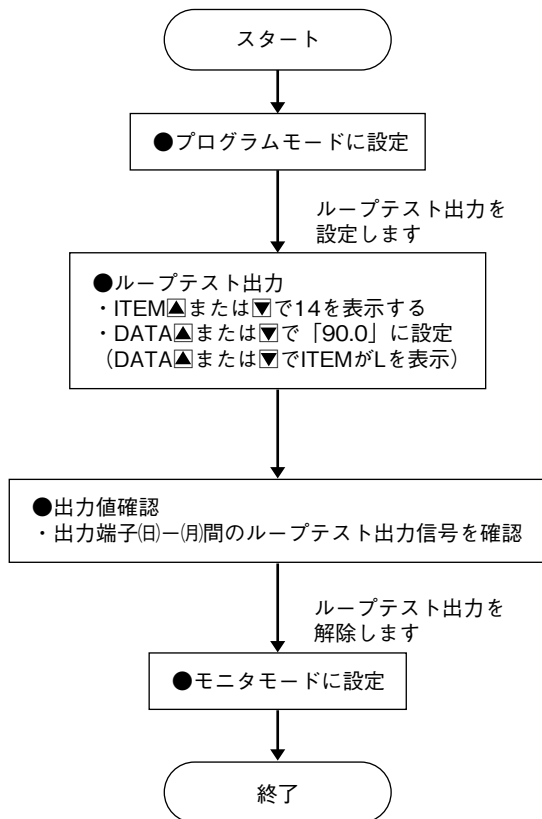 スタート
●プログラムモードに設定
ループテスト出力を
設定します
●ループテスト出力
・ITEM▲または▼で14を表示する
・DATA▲または▼で「90.0」に設定
（DATA▲または▼でITEMがLを表示）
●出力値確認
・出力端子㈰－㈪間のループテスト出力信号を確認
ループテスト出力を
解除します
●モニタモードに設定
終了